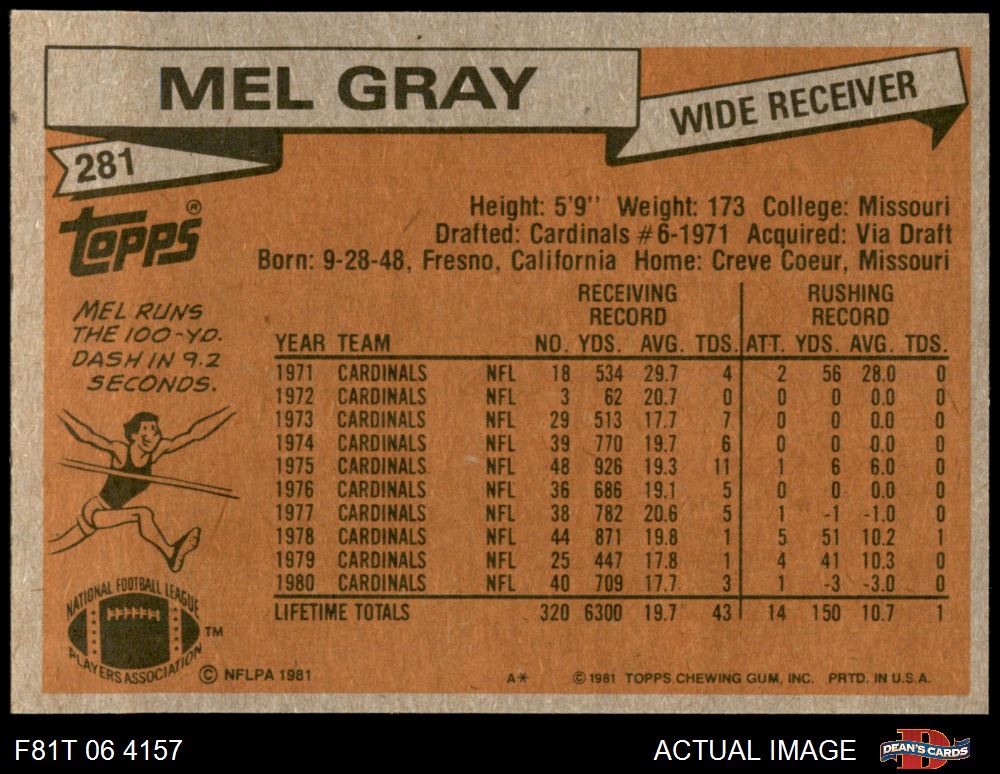 MEL GRAY
WIDE RECEIVER
281
topps®
Height: 5'9'' Weight: 173 College: Missouri
Drafted: Cardinals #6-1971 Acquired: Via Draft
Born: 9-28-48, Fresno, California Home: Creve Coeur, Missouri
MEL RUNS
THE 100-YD.
DASH IN 9.2
SECONDS.
RECEIVING RECORD RUSHING RECORD
YEAR TEAM NO. YDS. AVG. TDS. ATT. YDS. AVG. TDS.
1971 CARDINALS NFL 18 534 29.7 4 2 56 28.0 0
1972 CARDINALS NFL 3 62 20.7 0 0 0 0.0 0
1973 CARDINALS NFL 29 513 17.7 7 0 0 0.0 0
1974 CARDINALS NFL 39 770 19.7 6 0 0 0.0 0
1975 CARDINALS NFL 48 926 19.3 11 1 6 6.0 0
1976 CARDINALS NFL 36 686 19.1 5 0 0 0.0 0
1977 CARDINALS NFL 38 782 20.6 5 1 -1 -1.0 0
1978 CARDINALS NFL 44 871 19.8 1 5 51 10.2 1
1979 CARDINALS NFL 25 447 17.8 1 4 41 10.3 0
1980 CARDINALS NFL 40 709 17.7 3 1 -3 -3.0 0
LIFETIME TOTALS 320 6300 19.7 43 14 150 10.7 1
NATIONAL FOOTBALL LEAGUE
PLAYERS ASSOCIATION TM
© NFLPA 1981
A* © 1981 TOPPS CHEWING GUM, INC. PRTD. IN U.S.A.
F81T 06 4157
ACTUAL IMAGE
DEAN'S CARDS